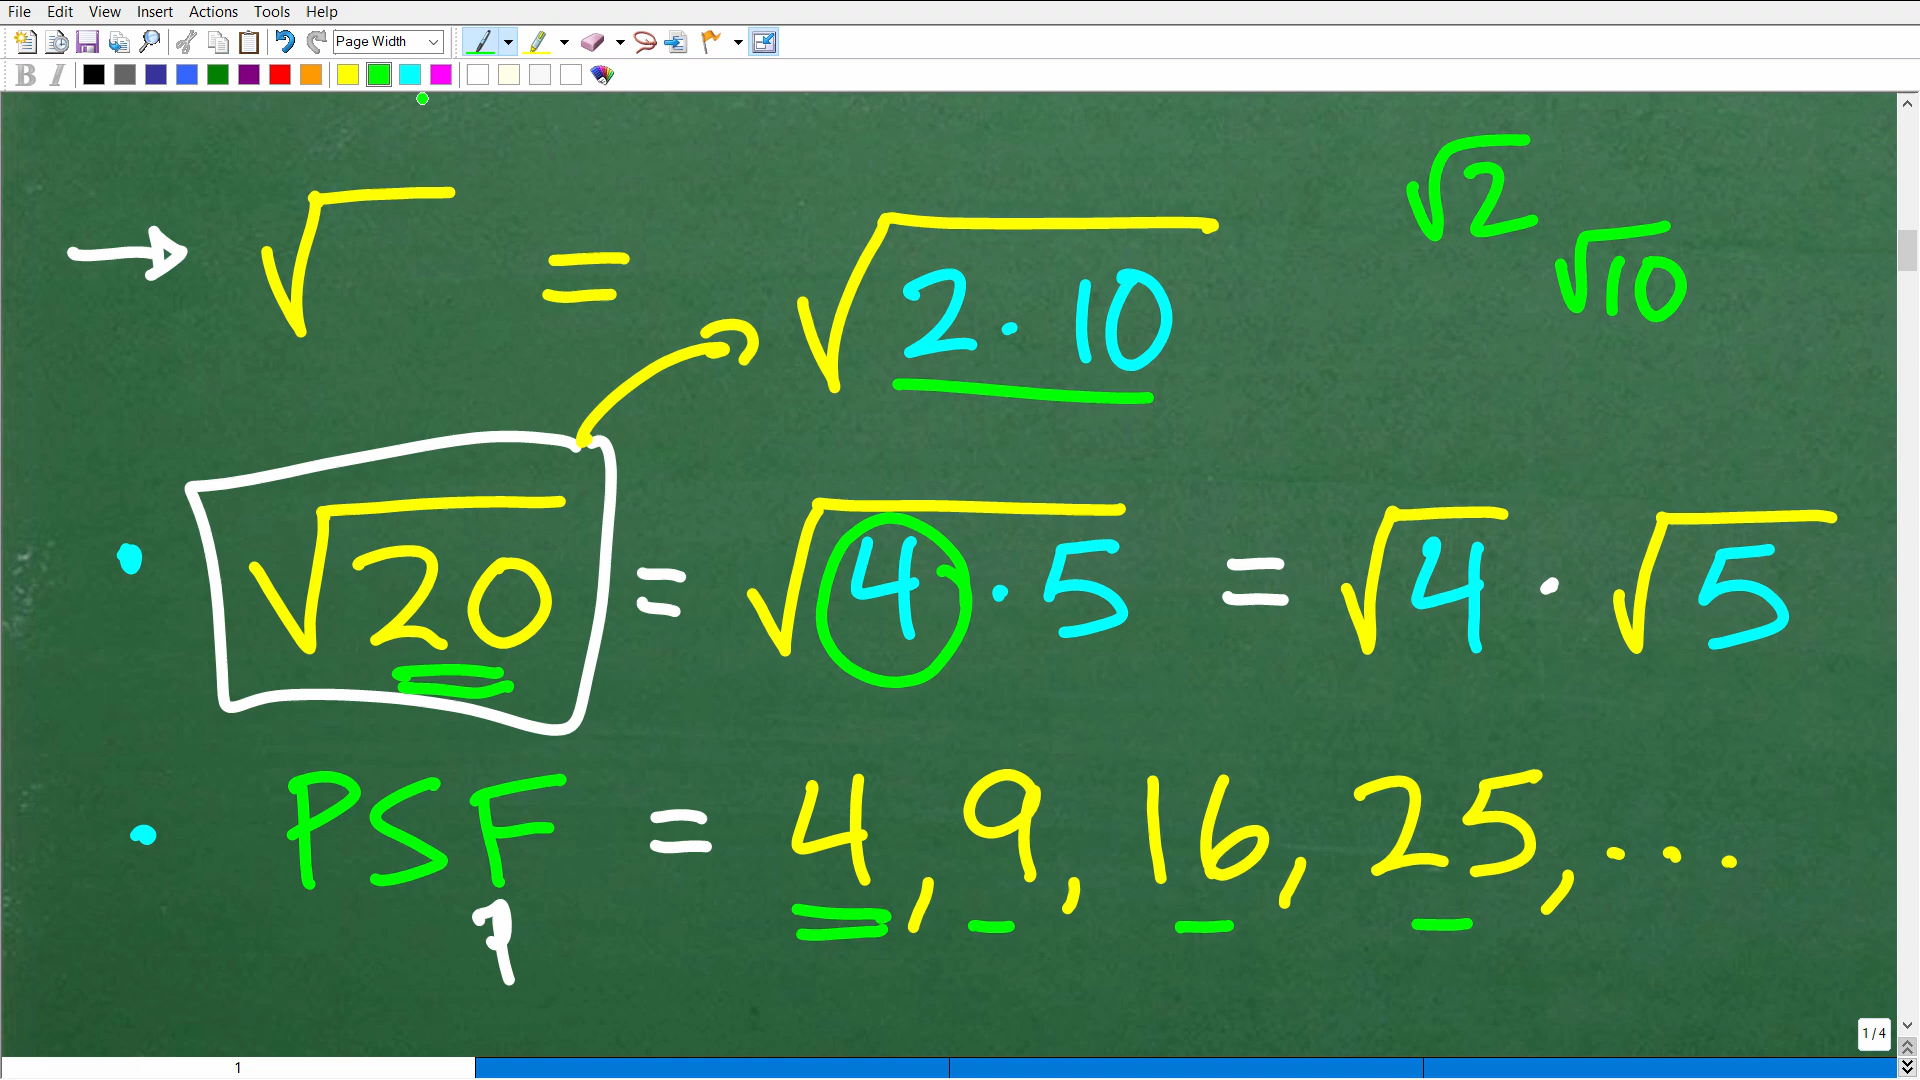 File Edit View Insert Actions Tools Help
Page Width
B I
√2
→ √ = √2·10
√10
√20 = √4·5 = √4 · √5
PSF = 4, 9, 16, 25, ...
1 / 4
1